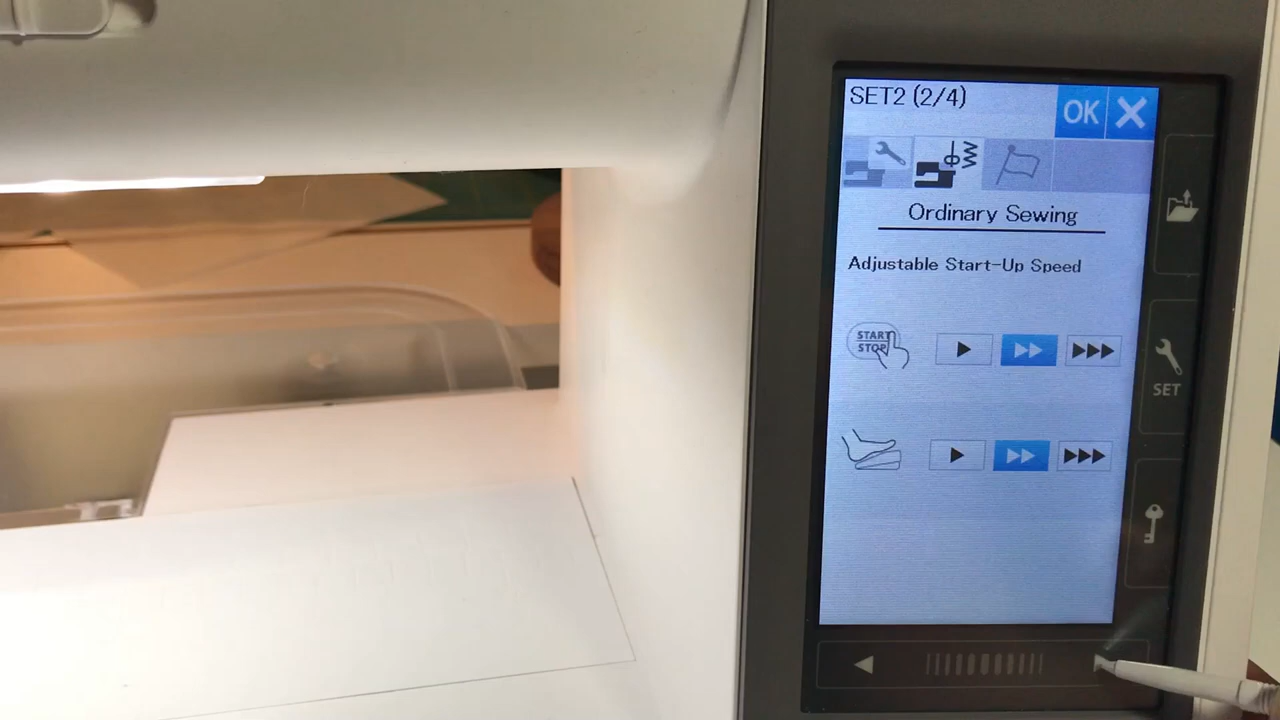 SET2 (2/4)
OK
Ordinary Sewing
Adjustable Start-Up Speed
START
STOP
SET